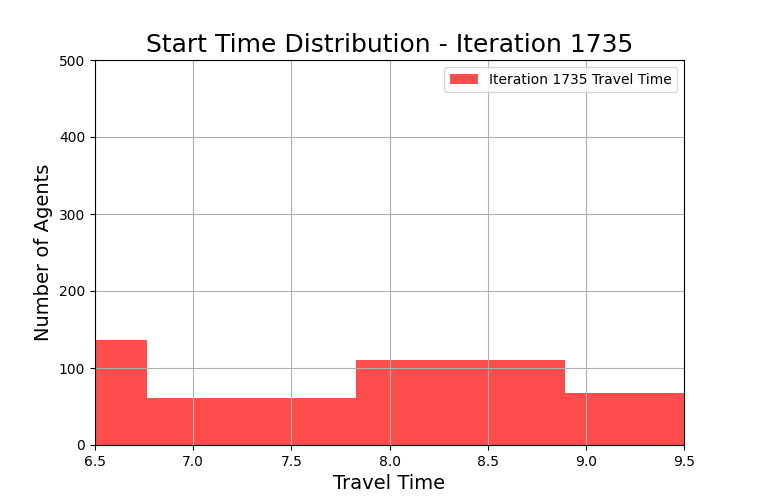 Start Time Distribution - Iteration 1735
500
400
300
200
100
0
Number of Agents
Iteration 1735 Travel Time
6.5 7.0 7.5 8.0 8.5 9.0 9.5
Travel Time